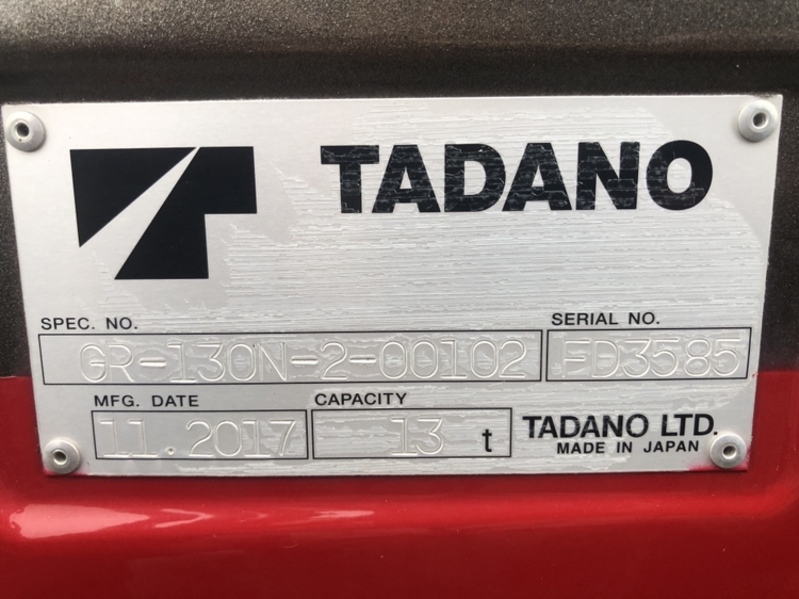 TADANO
SPEC. NO.
GR-130N-2-00102
SERIAL NO.
FD3585
MFG. DATE
11.2017
CAPACITY
13 t
TADANO LTD.
MADE IN JAPAN